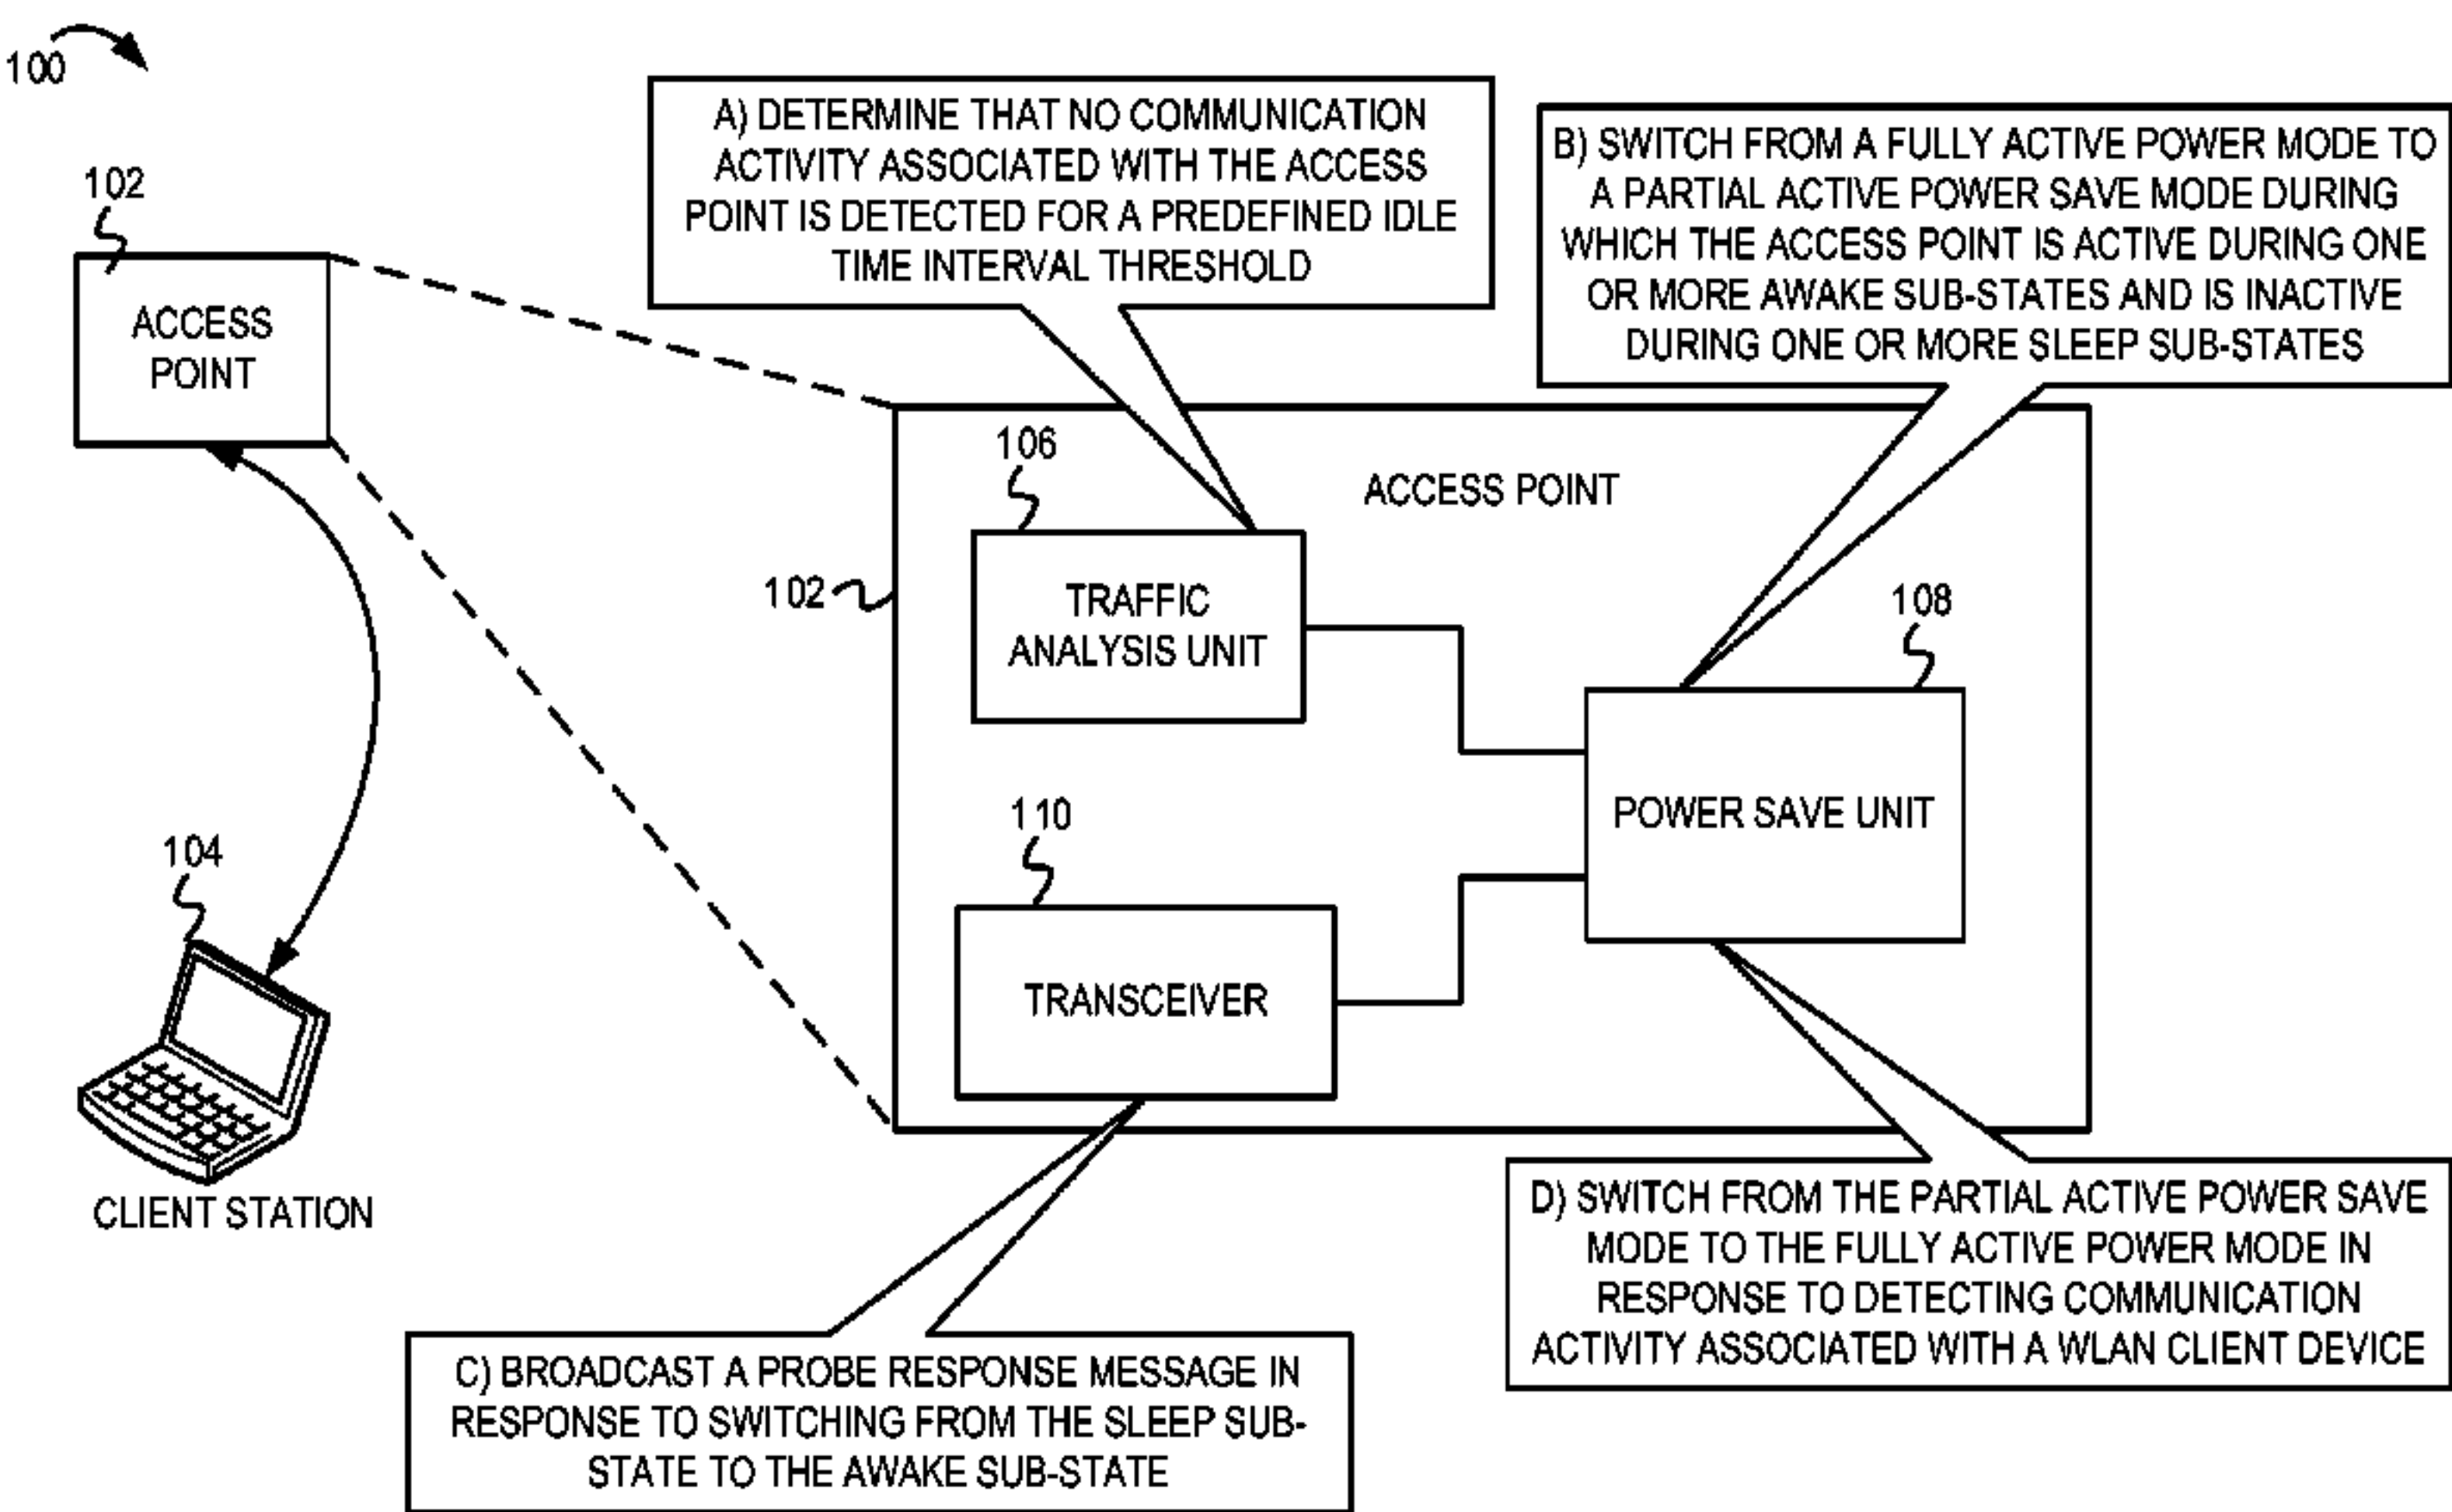 100
A) DETERMINE THAT NO COMMUNICATION
ACTIVITY ASSOCIATED WITH THE ACCESS
POINT IS DETECTED FOR A PREDEFINED IDLE
TIME INTERVAL THRESHOLD
B) SWITCH FROM A FULLY ACTIVE POWER MODE TO
A PARTIAL ACTIVE POWER SAVE MODE DURING
WHICH THE ACCESS POINT IS ACTIVE DURING ONE
OR MORE AWAKE SUB-STATES AND IS INACTIVE
DURING ONE OR MORE SLEEP SUB-STATES
102
ACCESS
POINT
106
ACCESS POINT
102
TRAFFIC
ANALYSIS UNIT
108
POWER SAVE UNIT
110
TRANSCEIVER
104
CLIENT STATION
D) SWITCH FROM THE PARTIAL ACTIVE POWER SAVE
MODE TO THE FULLY ACTIVE POWER MODE IN
RESPONSE TO DETECTING COMMUNICATION
ACTIVITY ASSOCIATED WITH A WLAN CLIENT DEVICE
C) BROADCAST A PROBE RESPONSE MESSAGE IN
RESPONSE TO SWITCHING FROM THE SLEEP SUB-
STATE TO THE AWAKE SUB-STATE